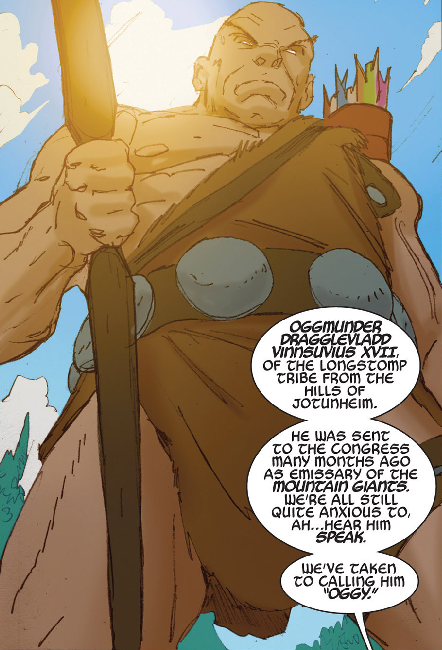 OGGMUNDER
DRAGGLEVLADD
VINNSUVIUS XVII,
OF THE LONGSTOMP
TRIBE FROM THE
HILLS OF
JOTUNHEIM.
HE WAS SENT
TO THE CONGRESS
MANY MONTHS AGO
AS EMISSARY OF THE
MOUNTAIN GIANTS.
WE'RE ALL STILL
QUITE ANXIOUS TO,
AH...HEAR HIM
SPEAK.
WE'VE TAKEN
TO CALLING HIM
"OGGY."